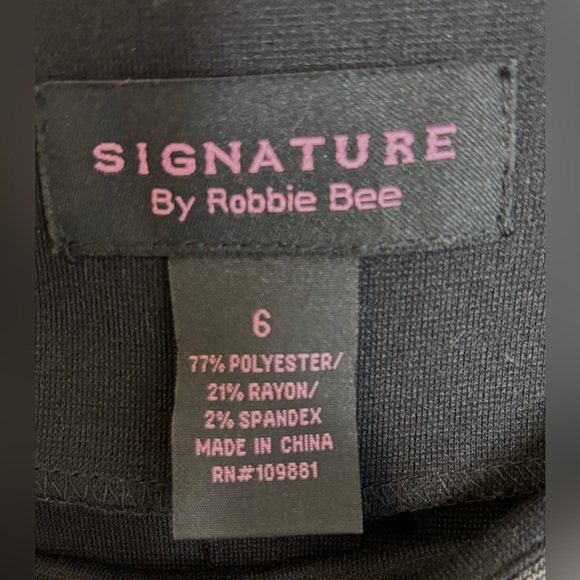 SIGNATURE
By Robbie Bee
6
77% POLYESTER/
21% RAYON/
2% SPANDEX
MADE IN CHINA
RN#109881